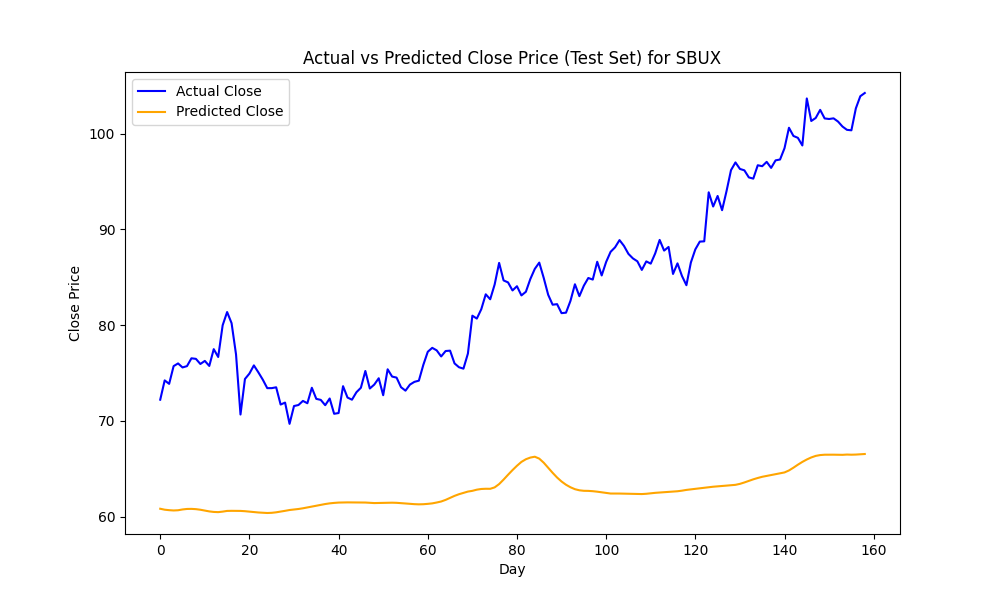 Actual vs Predicted Close Price (Test Set) for SBUX
Actual Close
Predicted Close
100
90
80
70
60
Close Price
0 20 40 60 80 100 120 140 160
Day